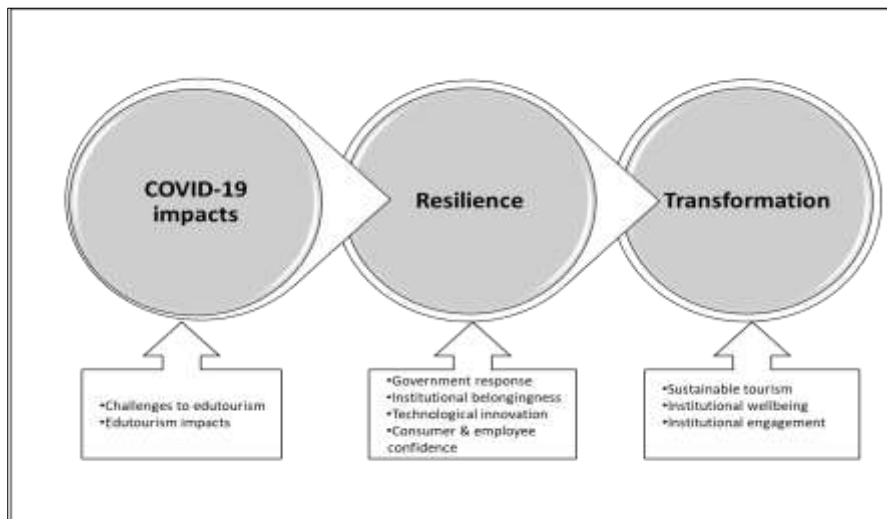 COVID-19
impacts
Resilience
Transformation
•Challenges to edutourism
•Edutourism impacts
•Government response
•Institutional belongingness
•Technological innovation
•Consumer & employee
confidence
•Sustainable tourism
•Institutional wellbeing
•Institutional engagement